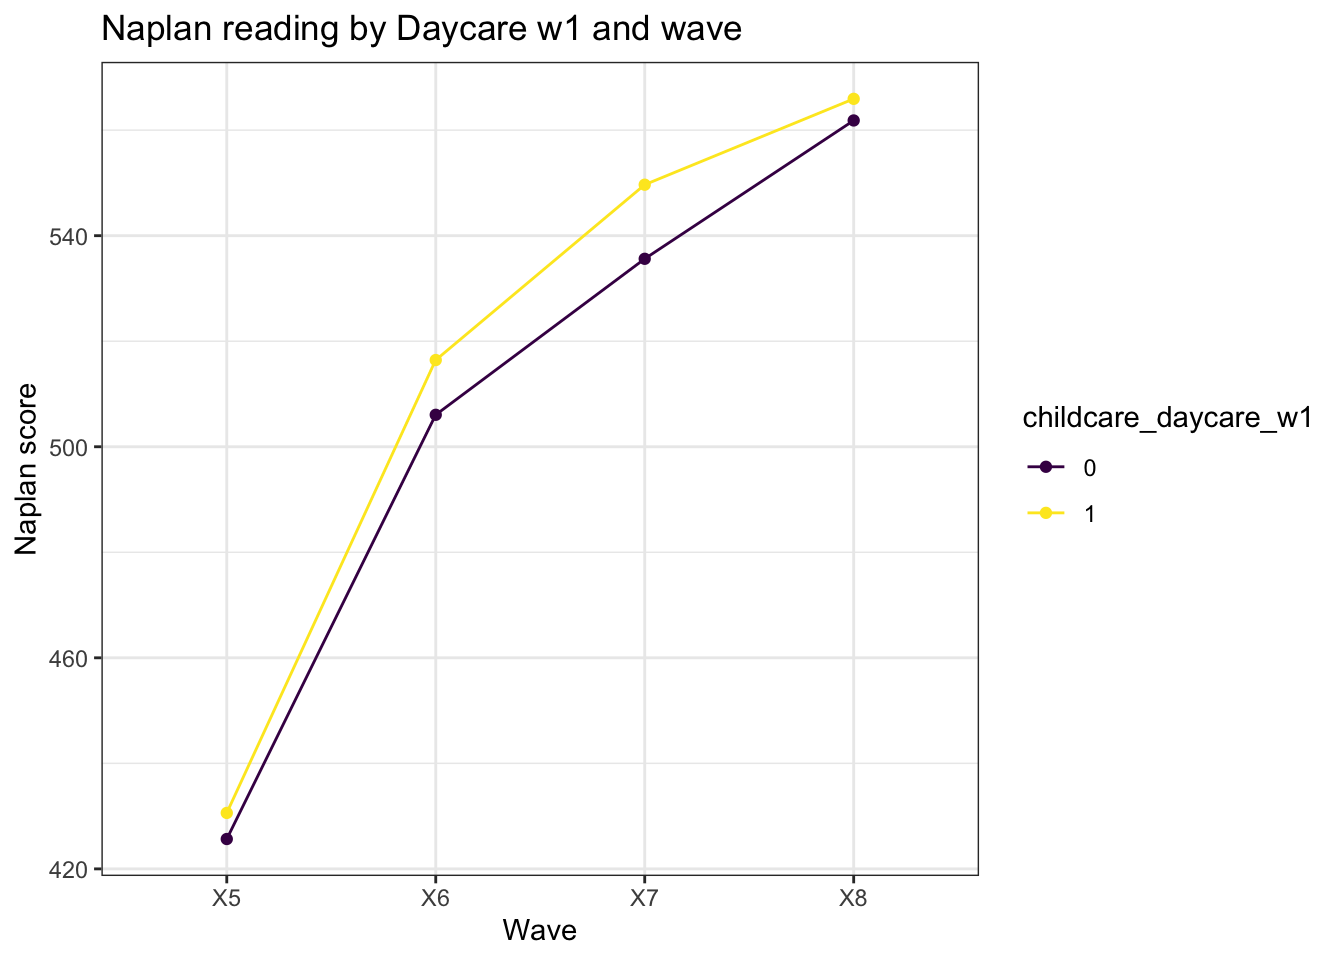 Naplan reading by Daycare w1 and wave
Naplan score
540
500
460
420
X5 X6 X7 X8
Wave
childcare_daycare_w1
0
1